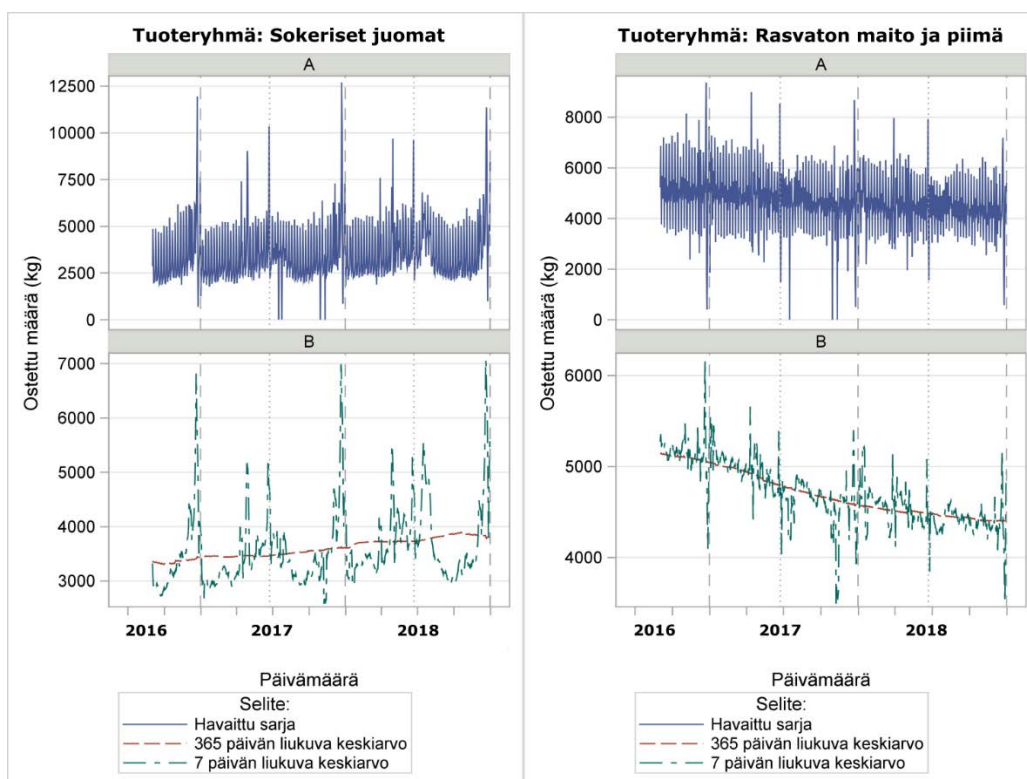 Tuoteryhmä: Sokeriset juomat
A
Ostettu määrä (kg)
12500
10000
7500
5000
2500
0
B
7000
6000
5000
4000
3000
2016
2017
2018
Päivämäärä
Selite:
Havaittu sarja
365 päivän liukuva keskiarvo
7 päivän liukuva keskiarvo
Tuoteryhmä: Rasvaton maito ja piimä
A
Ostettu määrä (kg)
8000
6000
4000
2000
0
B
6000
5000
4000
2016
2017
2018
Päivämäärä
Selite:
Havaittu sarja
365 päivän liukuva keskiarvo
7 päivän liukuva keskiarvo